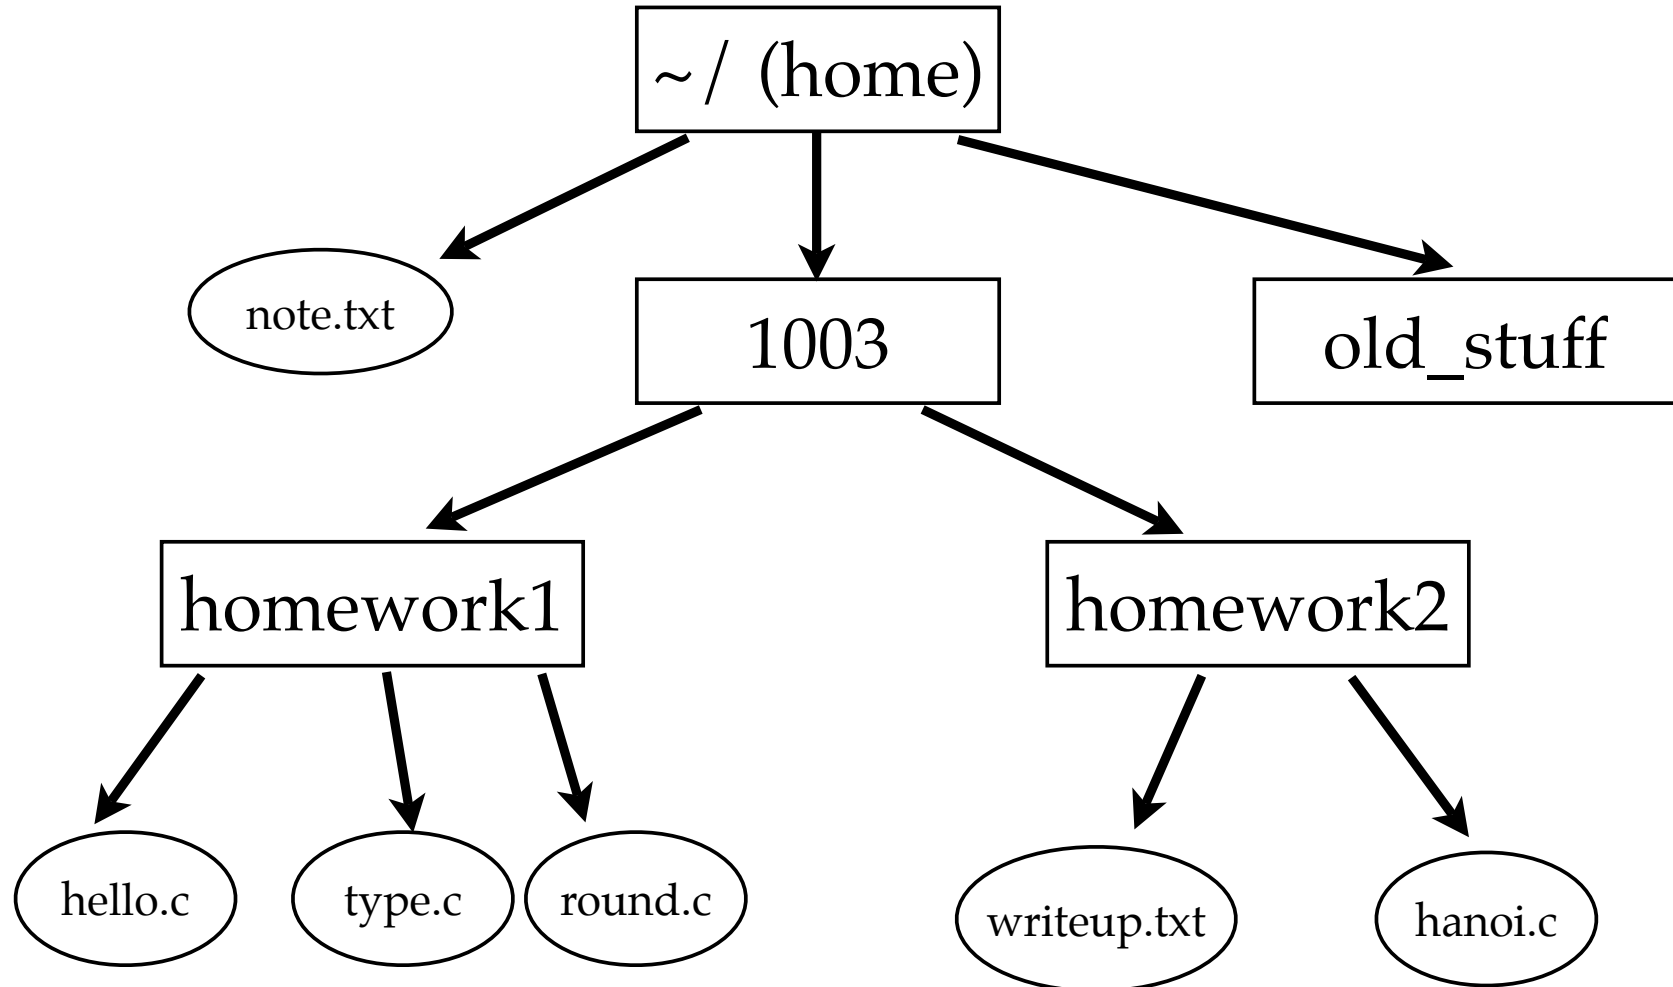 ~/ (home)
note.txt
1003
old_stuff
homework1
homework2
hello.c
type.c
round.c
writeup.txt
hanoi.c